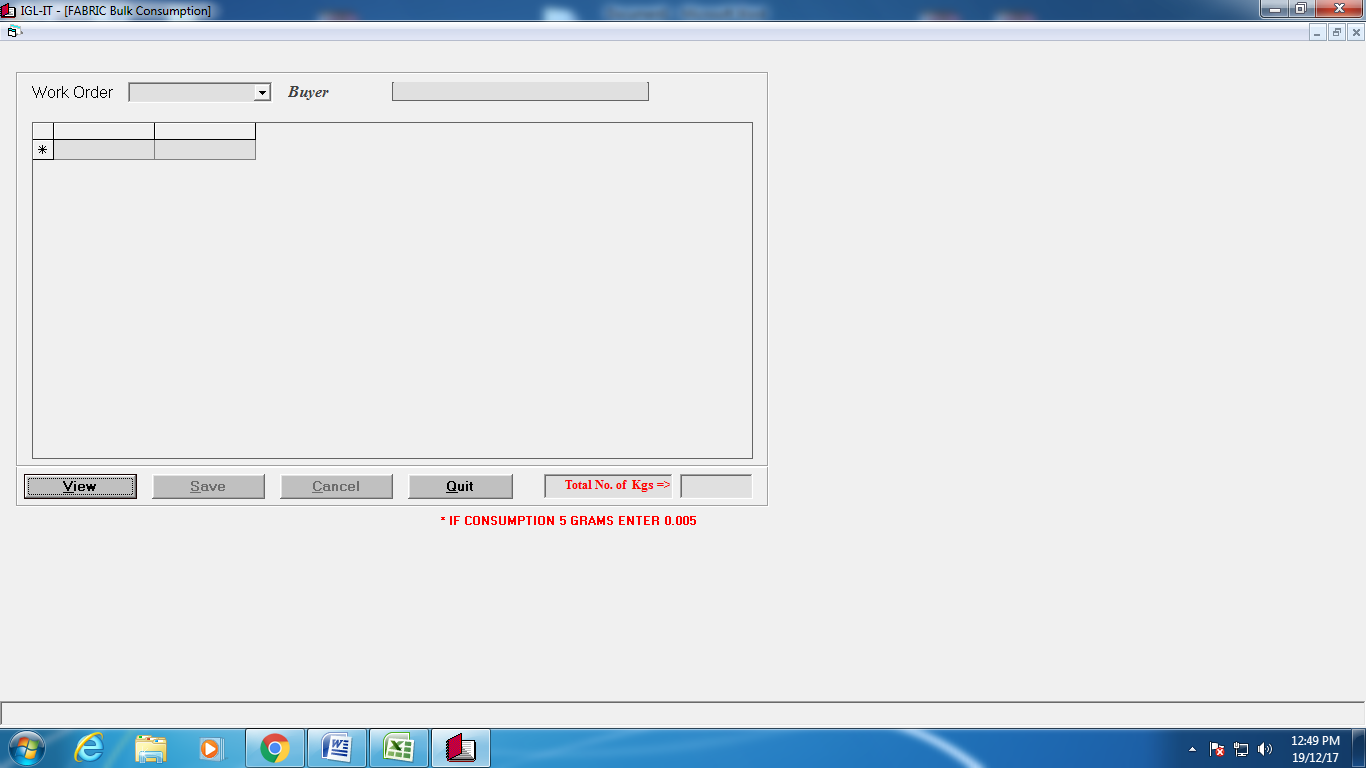 IGL-IT - [FABRIC Bulk Consumption]
Work Order
Buyer
*
View
Save
Cancel
Quit
Total No. of Kgs =>
* IF CONSUMPTION 5 GRAMS ENTER 0.005
12:49 PM
19/12/17